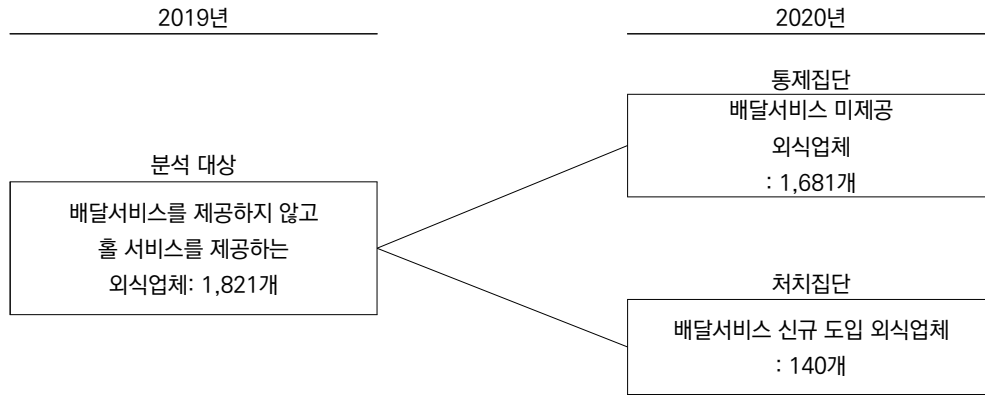 2019년
2020년
분석 대상
배달서비스를 제공하지 않고
홀 서비스를 제공하는
외식업체: 1,821개
통제집단
배달서비스 미제공
외식업체
: 1,681개
처치집단
배달서비스 신규 도입 외식업체
: 140개